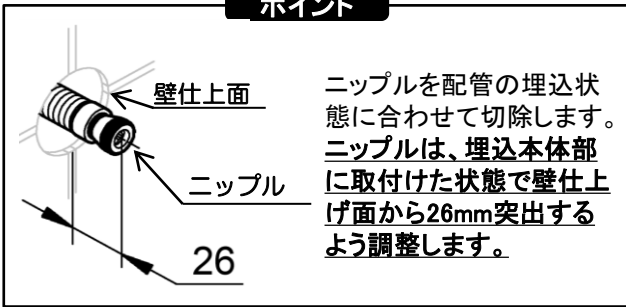 ポイント
壁仕上面
ニップル
26
ニップルを配管の埋込状
態に合わせて切除します。
ニップルは、埋込本体部
に取付けた状態で壁仕上
げ面から26mm突出する
よう調整します。